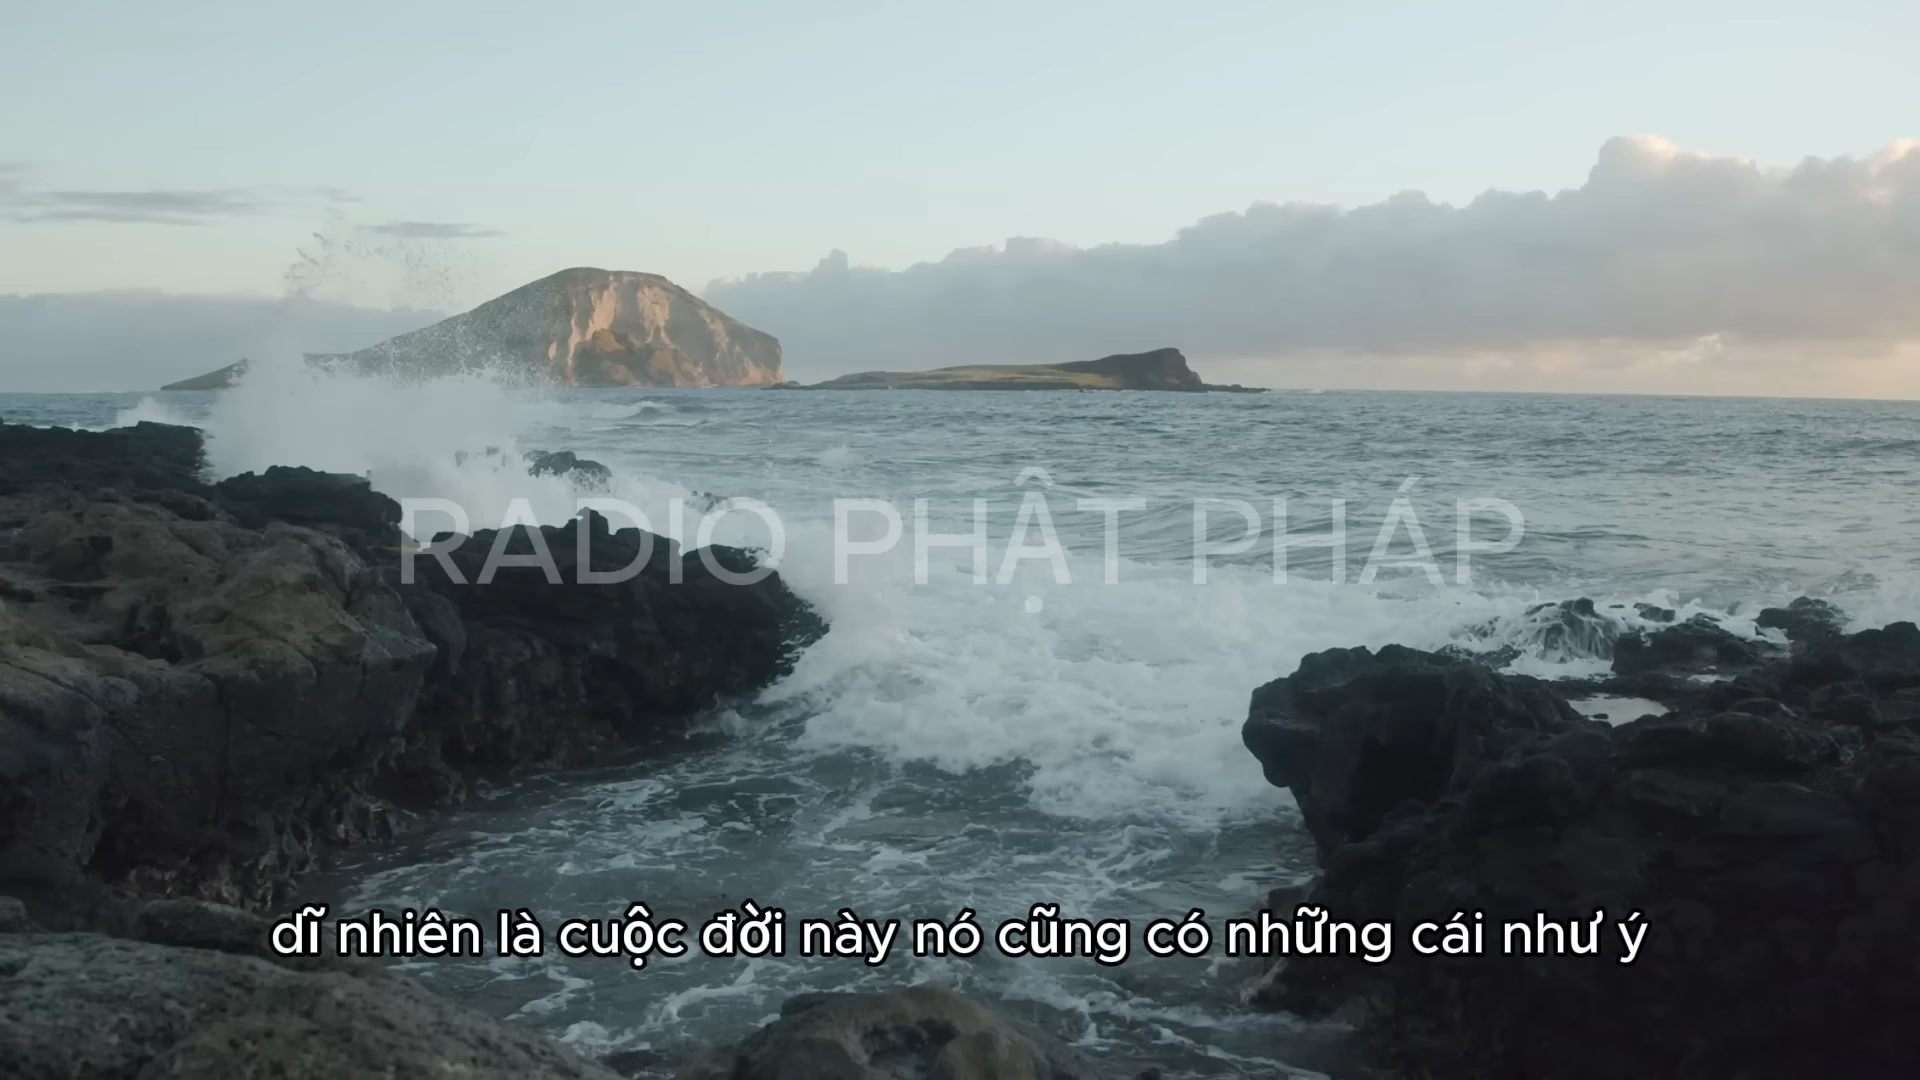 RADIO PHẬT PHÁP
dĩ nhiên là cuộc đời này nó cũng có những cái như ý